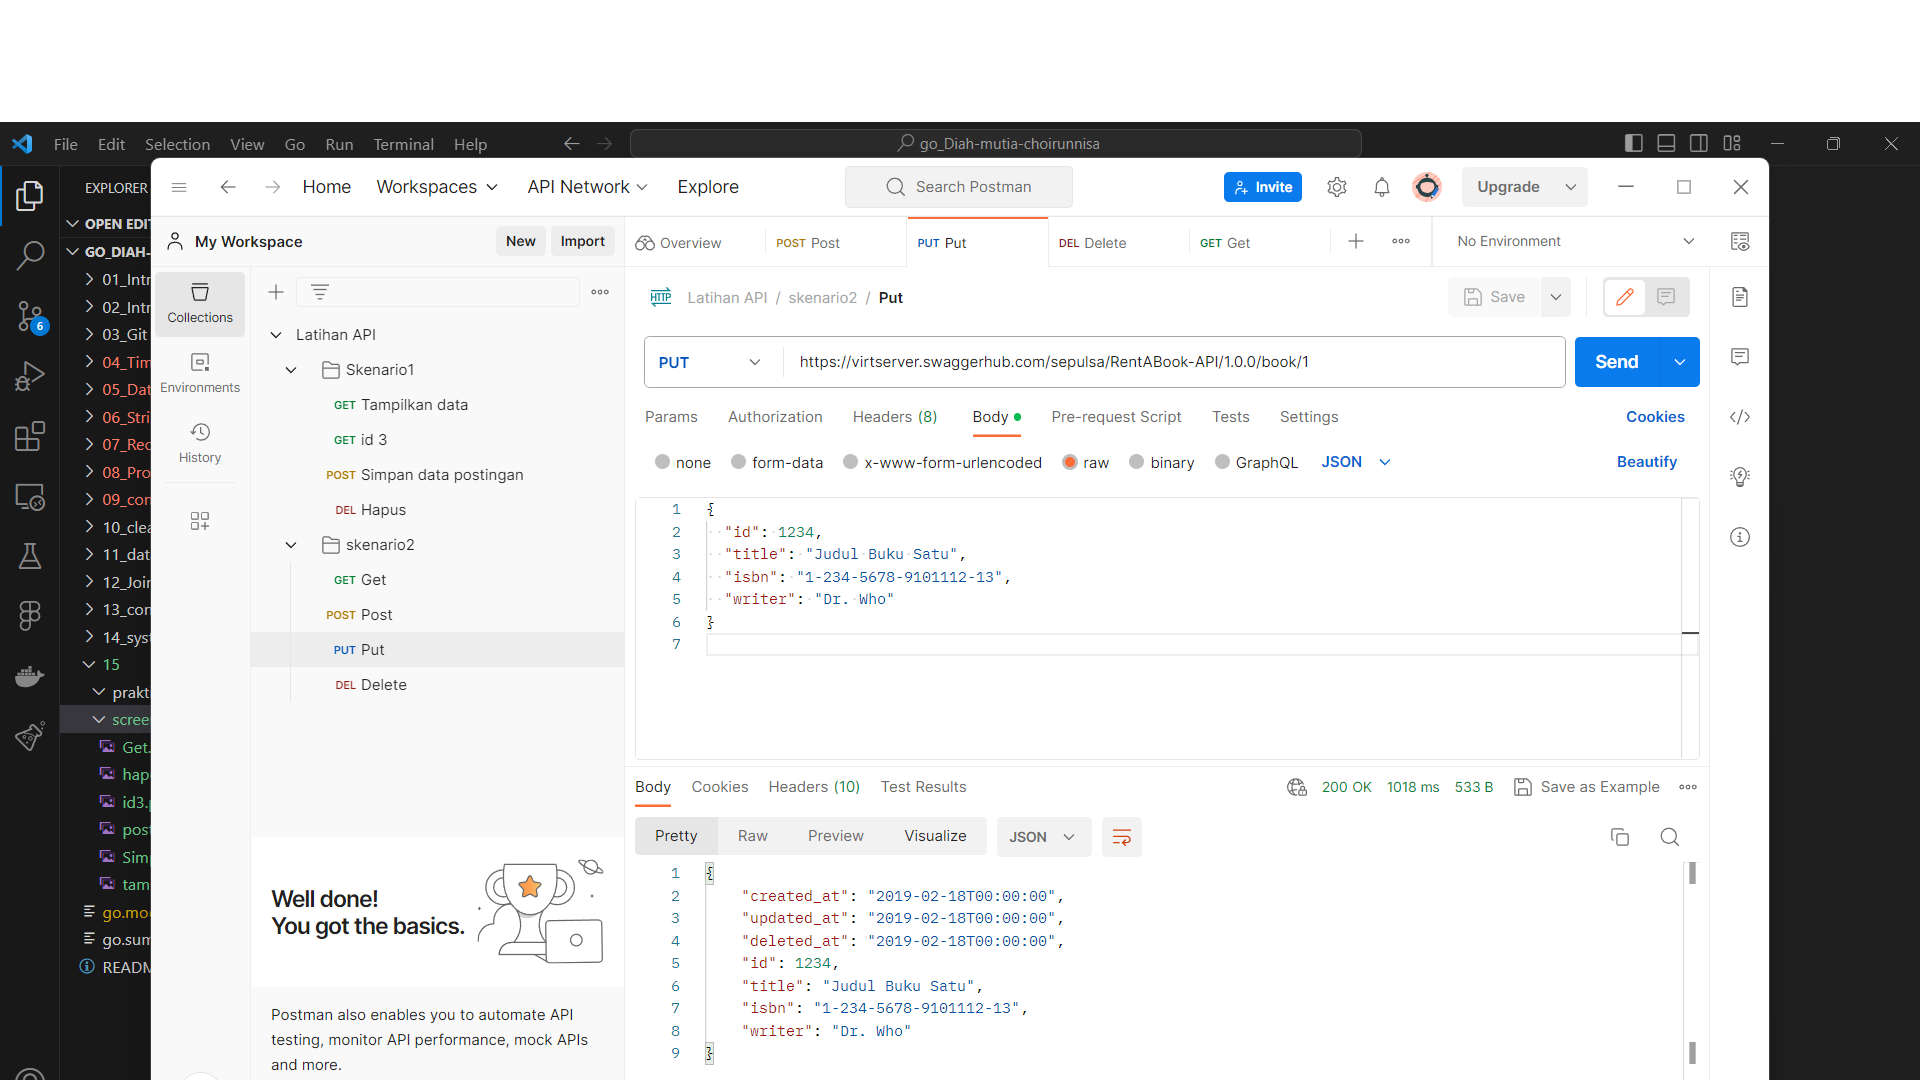 File Edit Selection View Go Run Terminal Help
go_Diah-mutia-choirunnisa
EXPLORER
OPEN EDIT
GO_DIAH-
01_Intr
02_Intr
03_Git
04_Tim
05_Dat
06_Stri
07_Rec
08_Pro
09_con
10_clea
11_dat
12_Join
13_con
14_syst
15
prakt
scree
Get.
hap
id3.p
post
Simp
tam
go.mod
go.sum
READM
6
Home Workspaces API Network Explore
Search Postman
Invite
Upgrade
My Workspace
New Import
Overview
POST Post
PUT Put
DEL Delete
GET Get
No Environment
Collections
Environments
History
Latihan API
Skenario1
GET Tampilkan data
GET id 3
POST Simpan data postingan
DEL Hapus
skenario2
GET Get
POST Post
PUT Put
DEL Delete
Well done!
You got the basics.
Postman also enables you to automate API
testing, monitor API performance, mock APIs
and more.
HTTP Latihan API / skenario2 / Put
Save
PUT https://virtserver.swaggerhub.com/sepulsa/RentABook-API/1.0.0/book/1
Send
Params Authorization Headers (8) Body Pre-request Script Tests Settings Cookies
none form-data x-www-form-urlencoded raw binary GraphQL JSON Beautify
1 {
2 "id": 1234,
3 "title": "Judul Buku Satu",
4 "isbn": "1-234-5678-9101112-13",
5 "writer": "Dr. Who"
6 }
7
Body Cookies Headers (10) Test Results 200 OK 1018 ms 533 B Save as Example
Pretty Raw Preview Visualize JSON
1 {
2 "created_at": "2019-02-18T00:00:00",
3 "updated_at": "2019-02-18T00:00:00",
4 "deleted_at": "2019-02-18T00:00:00",
5 "id": 1234,
6 "title": "Judul Buku Satu",
7 "isbn": "1-234-5678-9101112-13",
8 "writer": "Dr. Who"
9 }